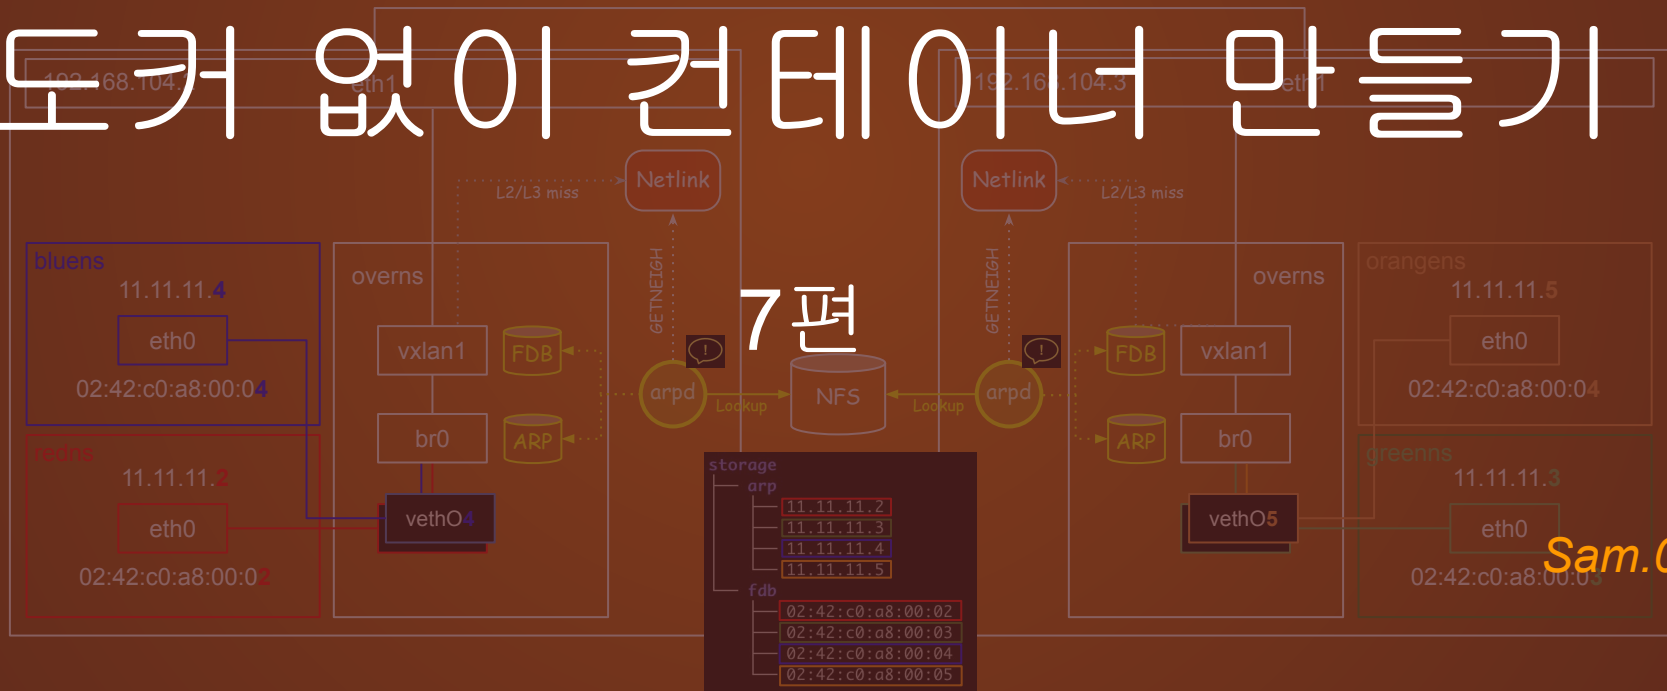 도커 없이 컨테이너 만들기
192.168.104.
eth1
192.168.104.3
eth1
Netlink
Netlink
L2/L3 miss
L2/L3 miss
GETNEIGH
GETNEIGH
bluens
11.11.11.4
eth0
02:42:c0:a8:00:04
redns
11.11.11.2
eth0
02:42:c0:a8:00:02
overns
vxlan1
br0
vethO4
FDB
ARP
7편
!
!
arpd
Lookup
NFS
Lookup
arpd
FDB
ARP
overns
vxlan1
br0
vethO5
orangens
11.11.11.5
eth0
02:42:c0:a8:00:04
greenns
11.11.11.3
eth0
02:42:c0:a8:00:03
Sam.0
storage
arp
11.11.11.2
11.11.11.3
11.11.11.4
11.11.11.5
fdb
02:42:c0:a8:00:02
02:42:c0:a8:00:03
02:42:c0:a8:00:04
02:42:c0:a8:00:05